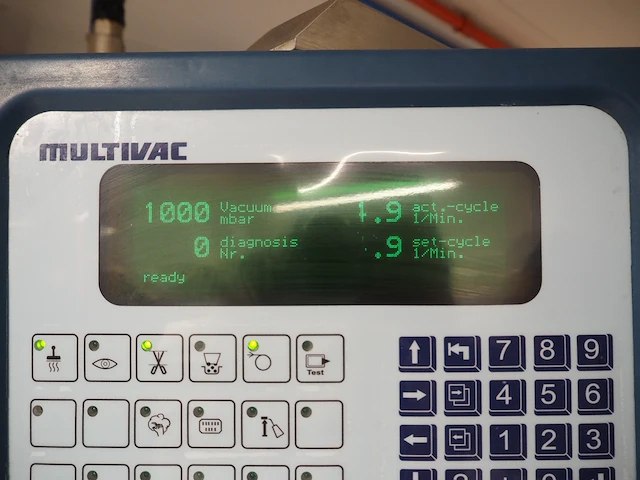 MULTIVAC
1000 Vacuum mbar
.9 act.-cycle 1/Min.
0 diagnosis Nr.
.9 set-cycle 1/Min.
ready
Test
7 8 9
4 5 6
1 2 3